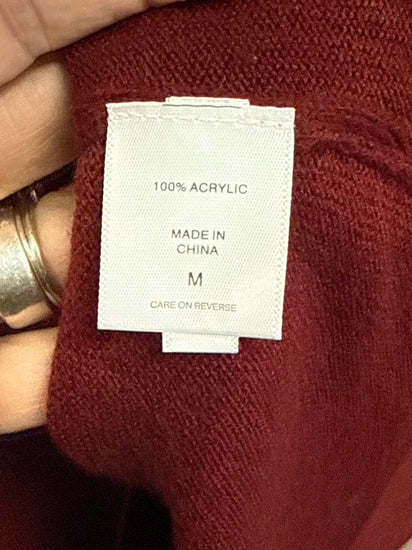 100% ACRYLIC
MADE IN
CHINA
M
CARE ON REVERSE